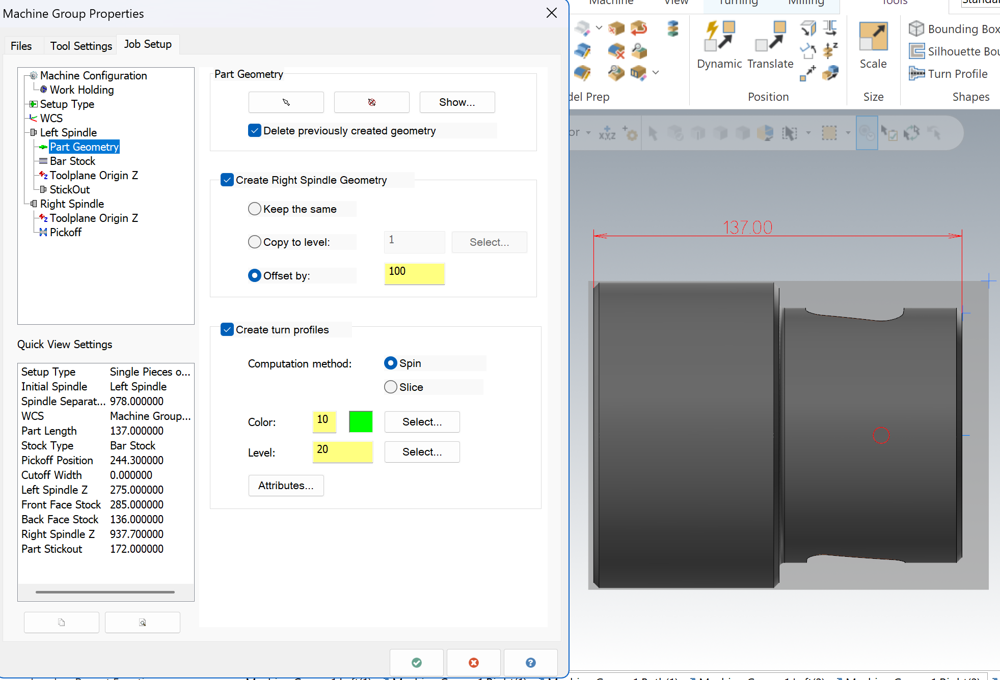 Machine Group Properties
Files
Tool Settings
Job Setup
Machine Configuration
Work Holding
Setup Type
WCS
Left Spindle
Part Geometry
Bar Stock
Toolplane Origin Z
StickOut
Right Spindle
Toolplane Origin Z
Pickoff
Quick View Settings
Setup Type Single Pieces o...
Initial Spindle Left Spindle
Spindle Separat... 978.000000
WCS Machine Group...
Part Length 137.000000
Stock Type Bar Stock
Pickoff Position 244.300000
Cutoff Width 0.000000
Left Spindle Z 275.000000
Front Face Stock 285.000000
Back Face Stock 136.000000
Right Spindle Z 937.700000
Part Stickout 172.000000
Part Geometry
Show...
Delete previously created geometry
Create Right Spindle Geometry
Keep the same
Copy to level: 1 Select...
Offset by: 100
Create turn profiles
Computation method: Spin
Slice
Color: 10 Select...
Level: 20 Select...
Attributes...
Machine View Turning Milling Tools
Dynamic Translate
Scale
Bounding Box
Silhouette Bou
Turn Profile
del Prep
Position
Size
Shapes
or
XYZ
137.00